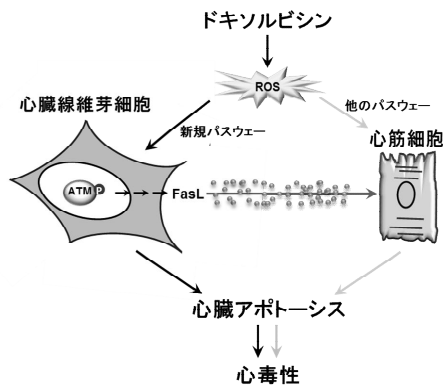 ドキソルビシン
ROS
心臓線維芽細胞
新規パスウェー
他のパスウェー
心筋細胞
ATM P
FasL
心臓アポトーシス
心毒性